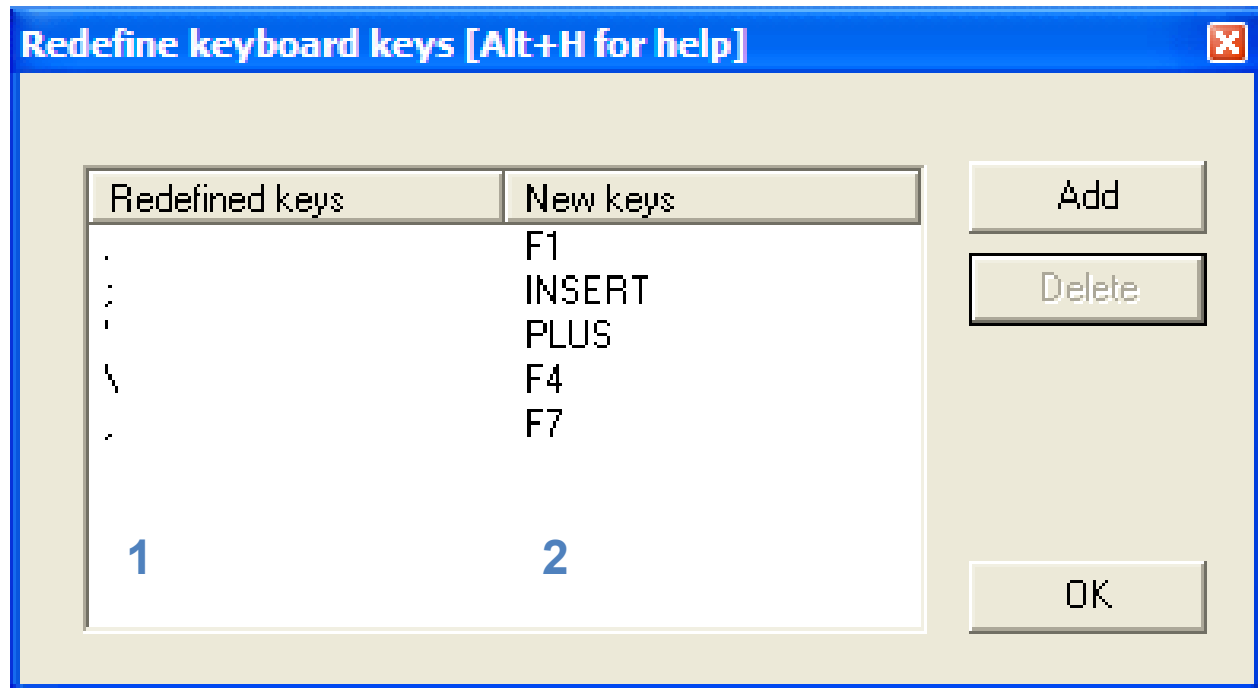 Redefine keyboard keys [Alt+H for help]
Redefined keys New keys Add
. F1
; INSERT Delete
' PLUS
\ F4
, F7
1 2
OK